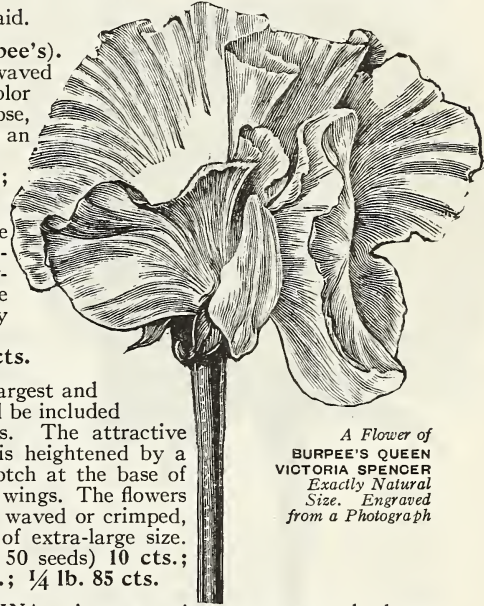 aid.
pee's).
waved
olor
ose,
an
;
e
-
-
e
y
cts.
argest and
l be included
s. The attractive
is heightened by a
otch at the base of
wings. The flowers
waved or crimped,
of extra-large size.
50 seeds) 10 cts.;
.; ¼ lb. 85 cts.
A Flower of
BURPEE'S QUEEN
VICTORIA SPENCER
Exactly Natural
Size. Engraved
from a Photograph